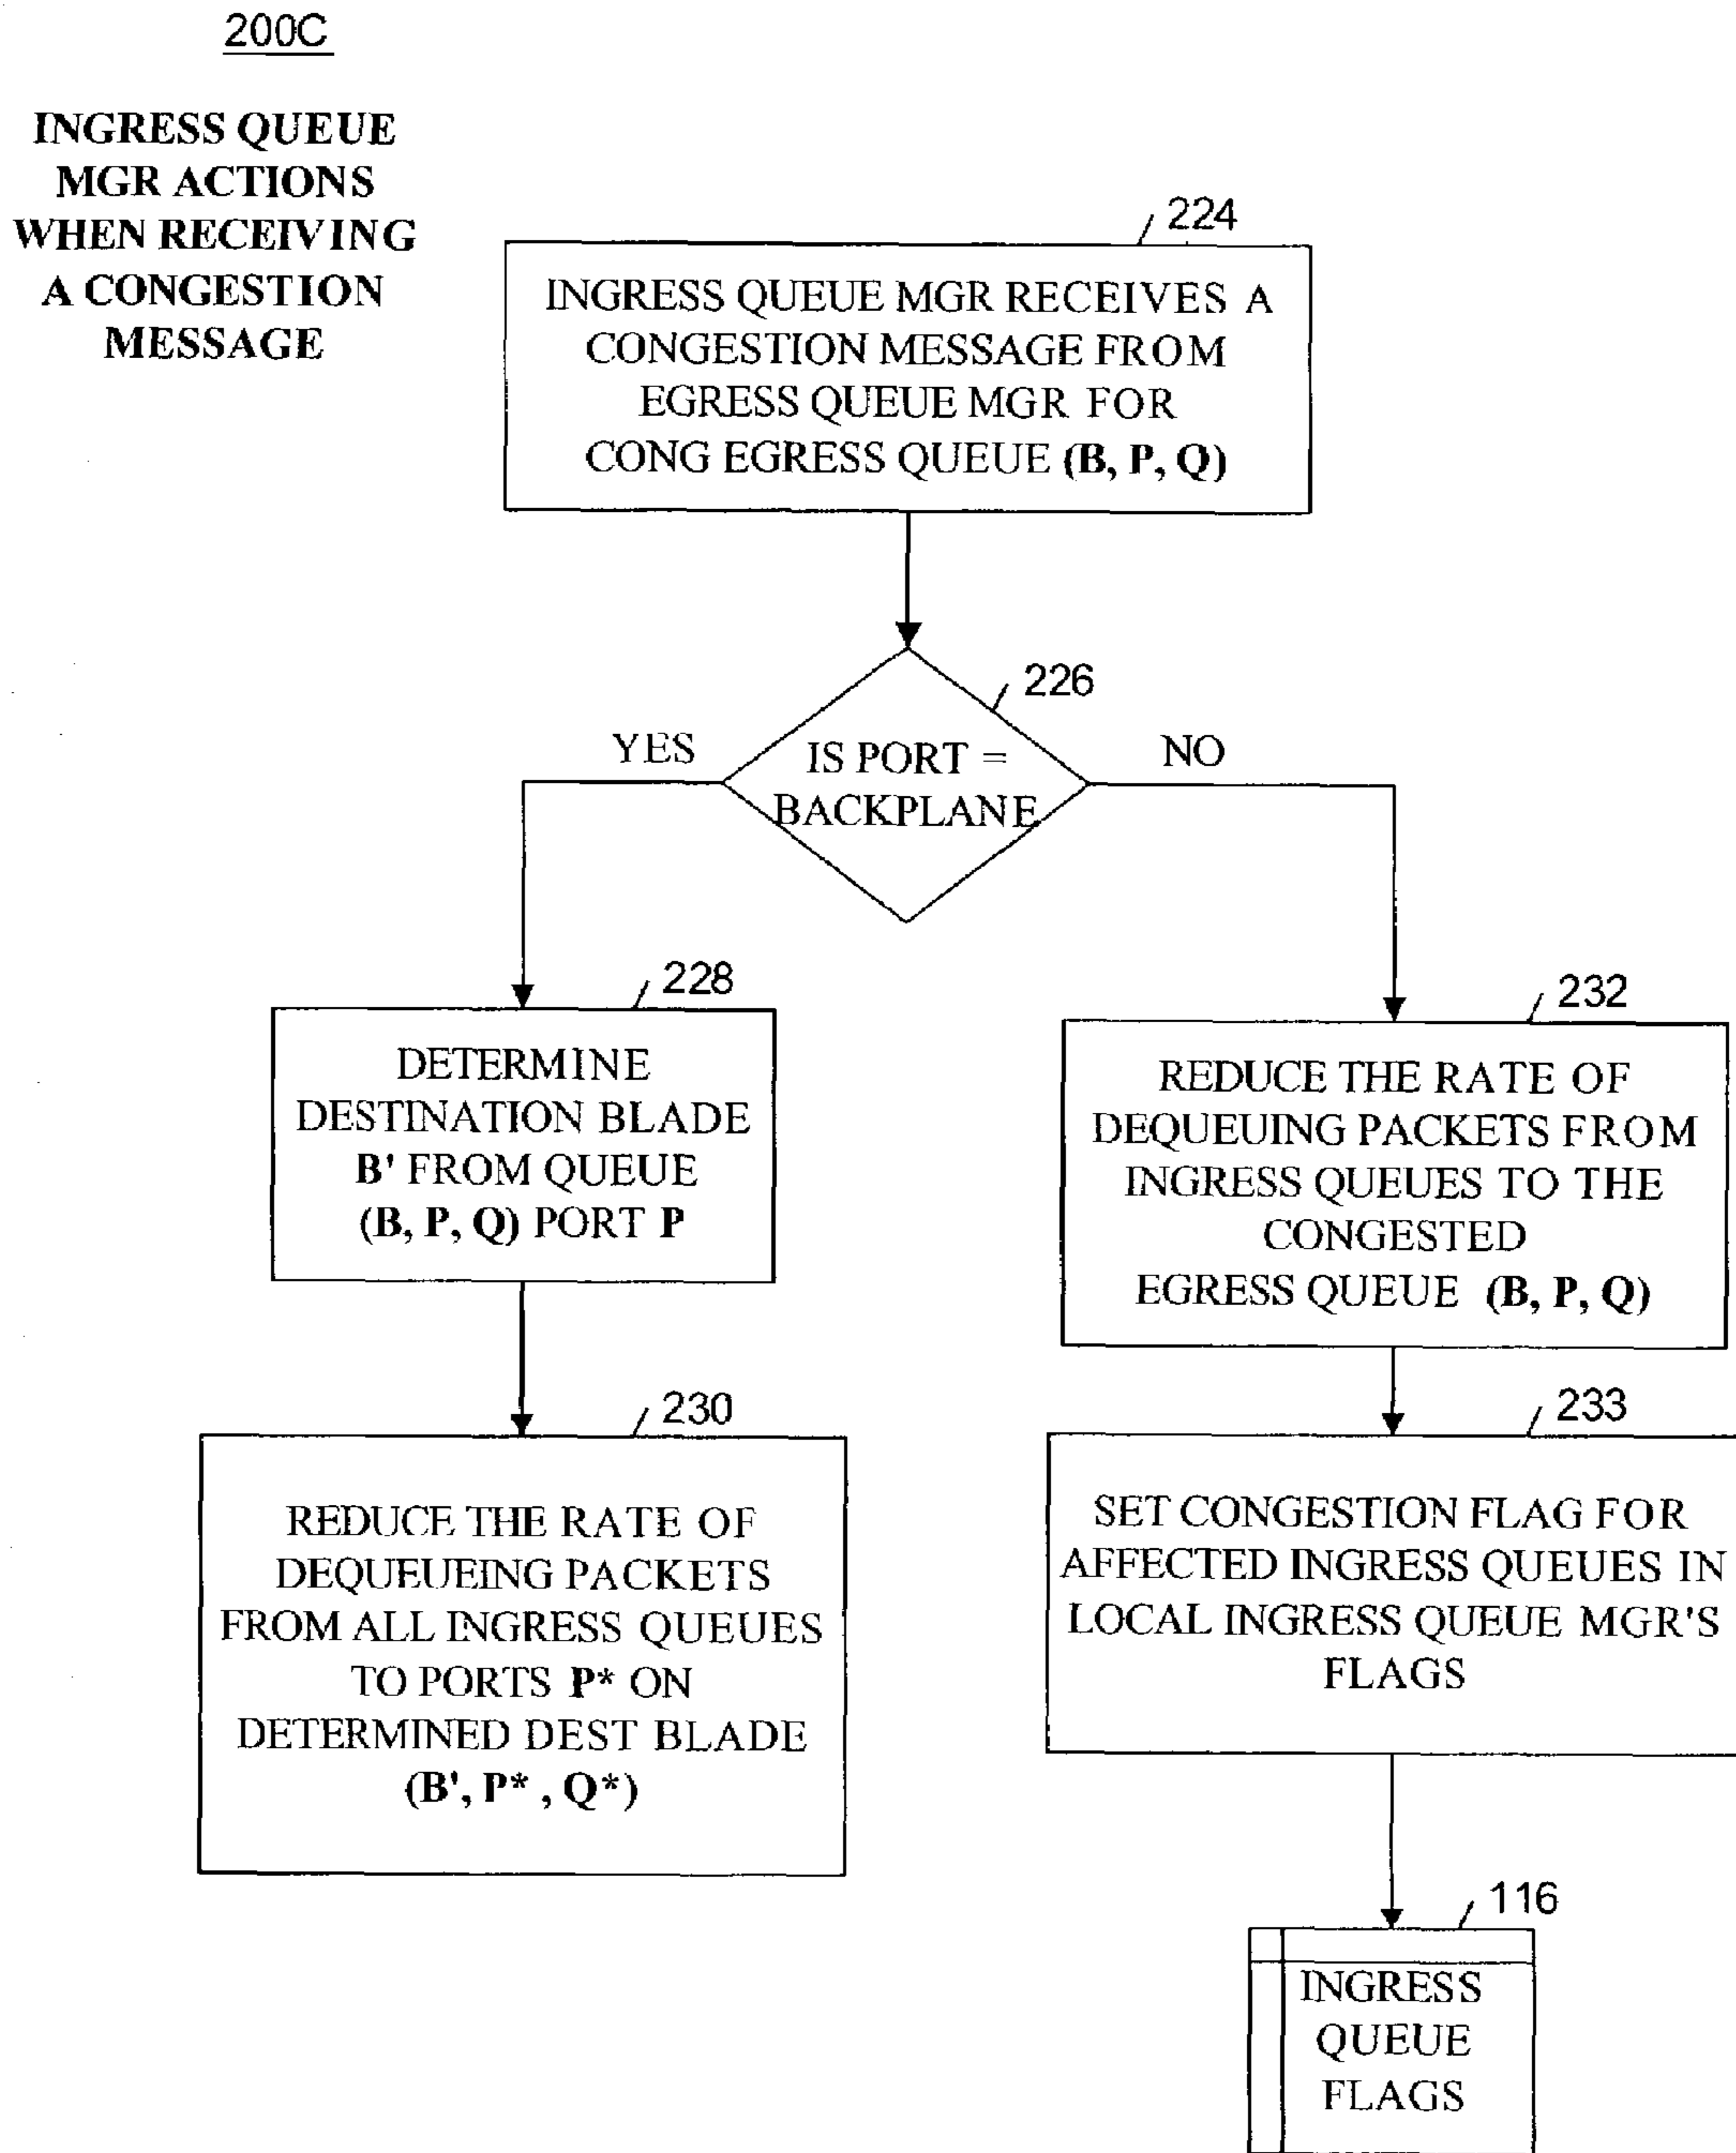 200C
INGRESS QUEUE
MGR ACTIONS
WHEN RECEIVING
A CONGESTION
MESSAGE
224
INGRESS QUEUE MGR RECEIVES A
CONGESTION MESSAGE FROM
EGRESS QUEUE MGR FOR
CONG EGRESS QUEUE (B, P, Q)
226
YES
IS PORT =
BACKPLANE
NO
228
DETERMINE
DESTINATION BLADE
B' FROM QUEUE
(B, P, Q) PORT P
232
REDUCE THE RATE OF
DEQUEUING PACKETS FROM
INGRESS QUEUES TO THE
CONGESTED
EGRESS QUEUE (B, P, Q)
230
REDUCE THE RATE OF
DEQUEUEING PACKETS
FROM ALL INGRESS QUEUES
TO PORTS P* ON
DETERMINED DEST BLADE
(B', P* , Q*)
233
SET CONGESTION FLAG FOR
AFFECTED INGRESS QUEUES IN
LOCAL INGRESS QUEUE MGR'S
FLAGS
116
INGRESS
QUEUE
FLAGS